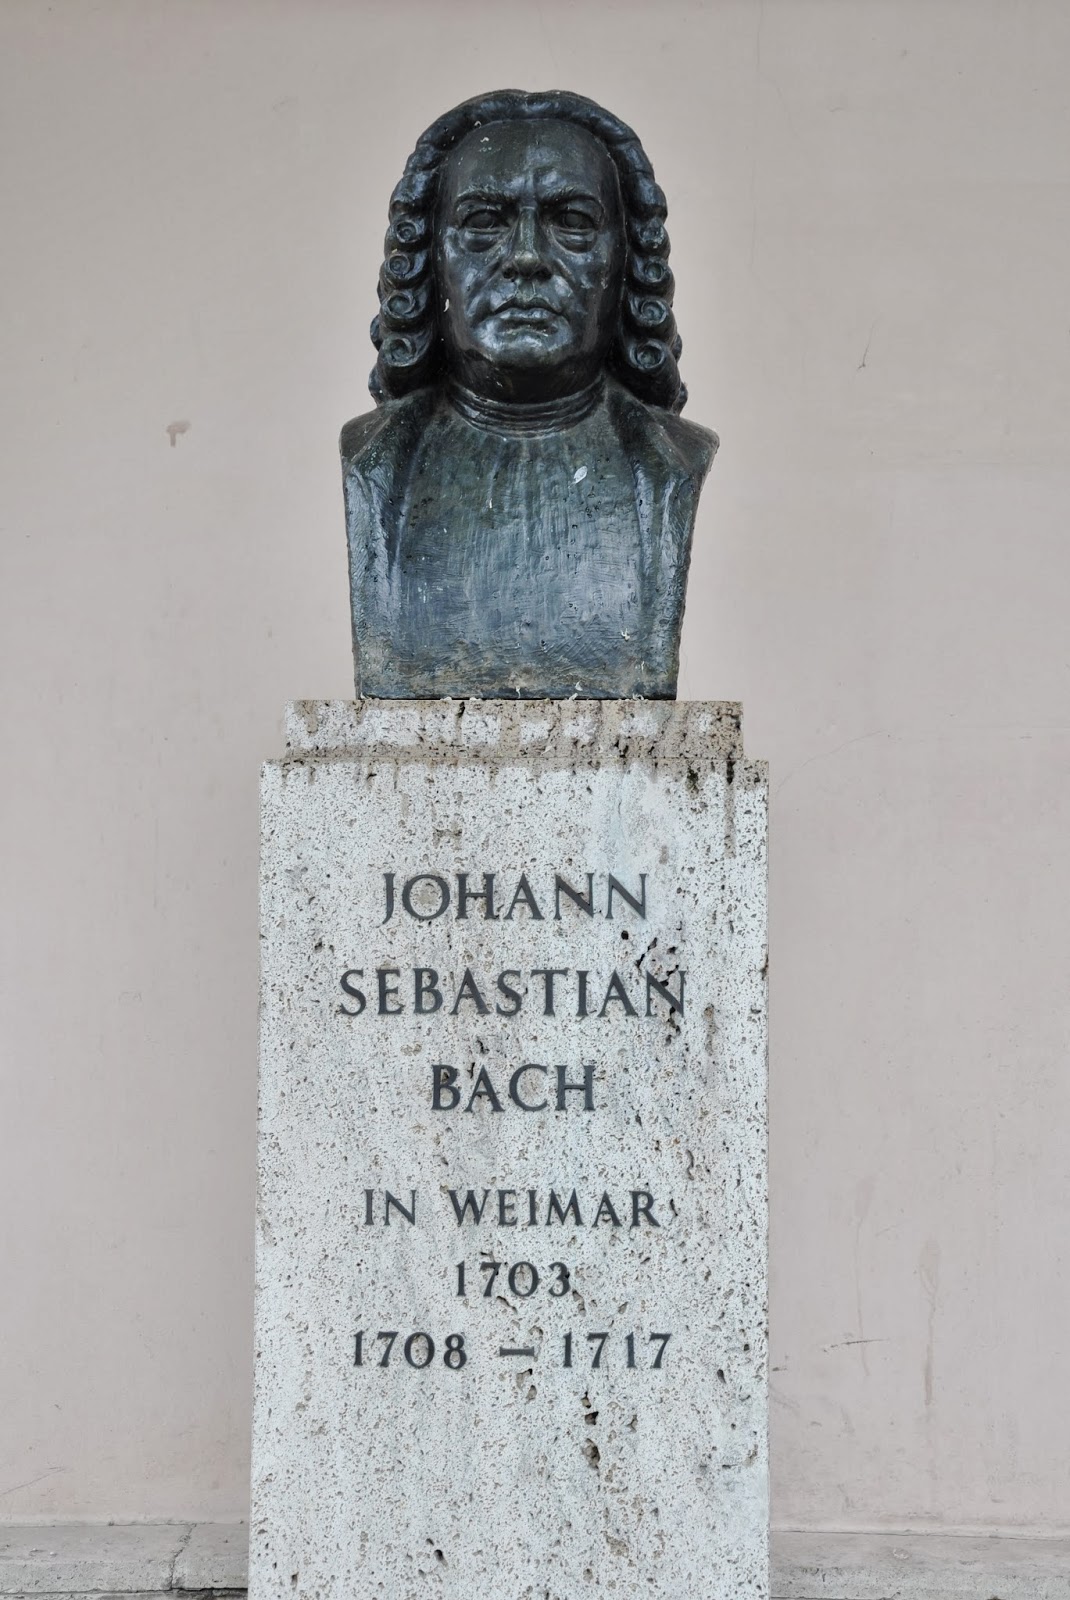 JOHANN
SEBASTIAN
BACH
IN WEIMAR
1703
1708 – 1717